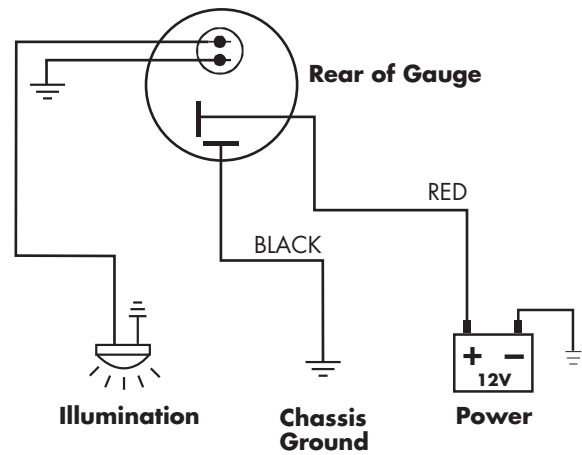 Rear of Gauge
RED
BLACK
+ −
12V
Illumination
Chassis
Ground
Power